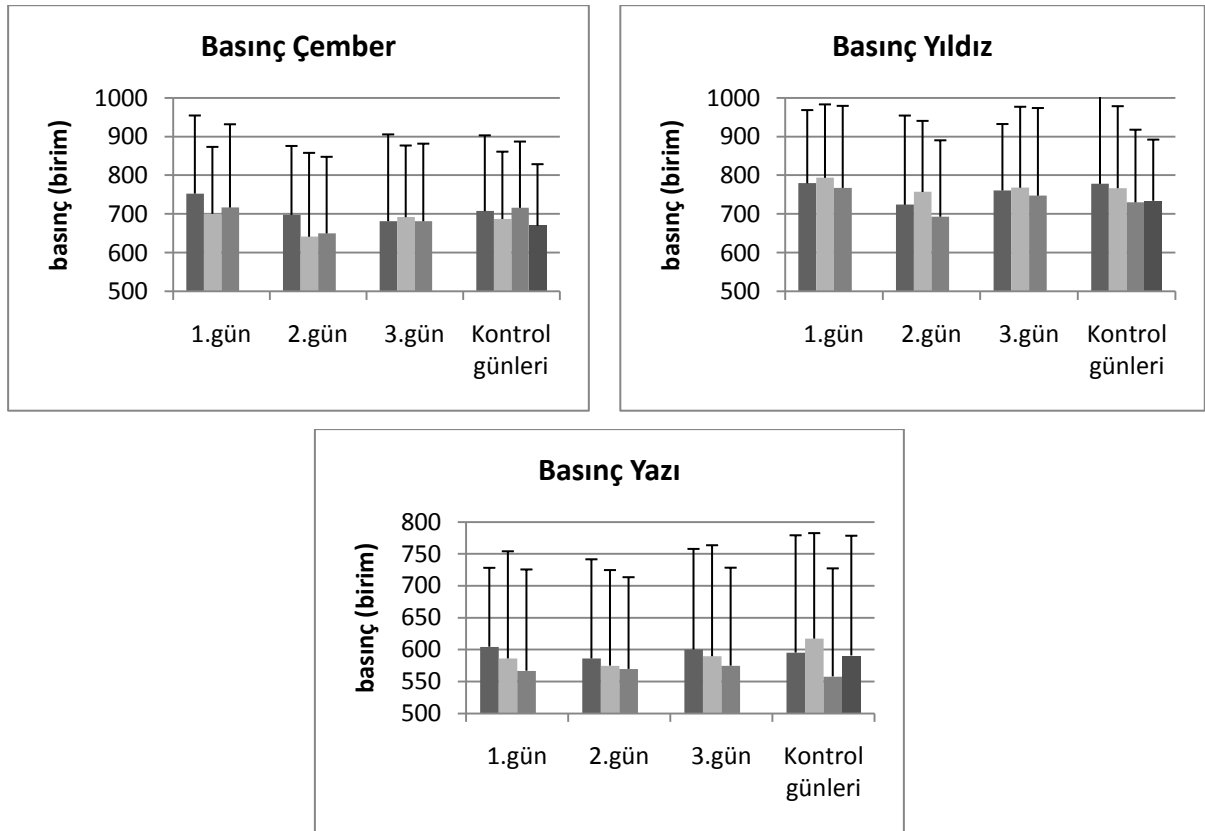 Basınç Çember
basınç (birim)
1000
900
800
700
600
500
1.gün 2.gün 3.gün Kontrol
günleri
Basınç Yıldız
basınç (birim)
1000
900
800
700
600
500
1.gün 2.gün 3.gün Kontrol
günleri
Basınç Yazı
basınç (birim)
800
750
700
650
600
550
500
1.gün 2.gün 3.gün Kontrol
günleri